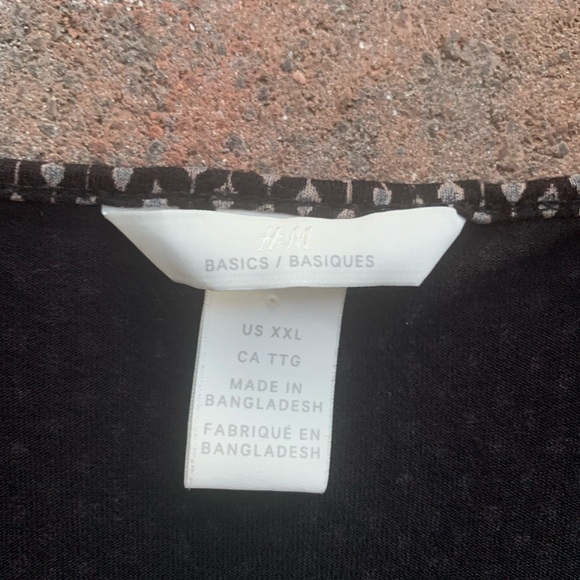 H&M
BASICS / BASIQUES
US XXL
CA TTG
MADE IN
BANGLADESH
FABRIQUÉ EN
BANGLADESH